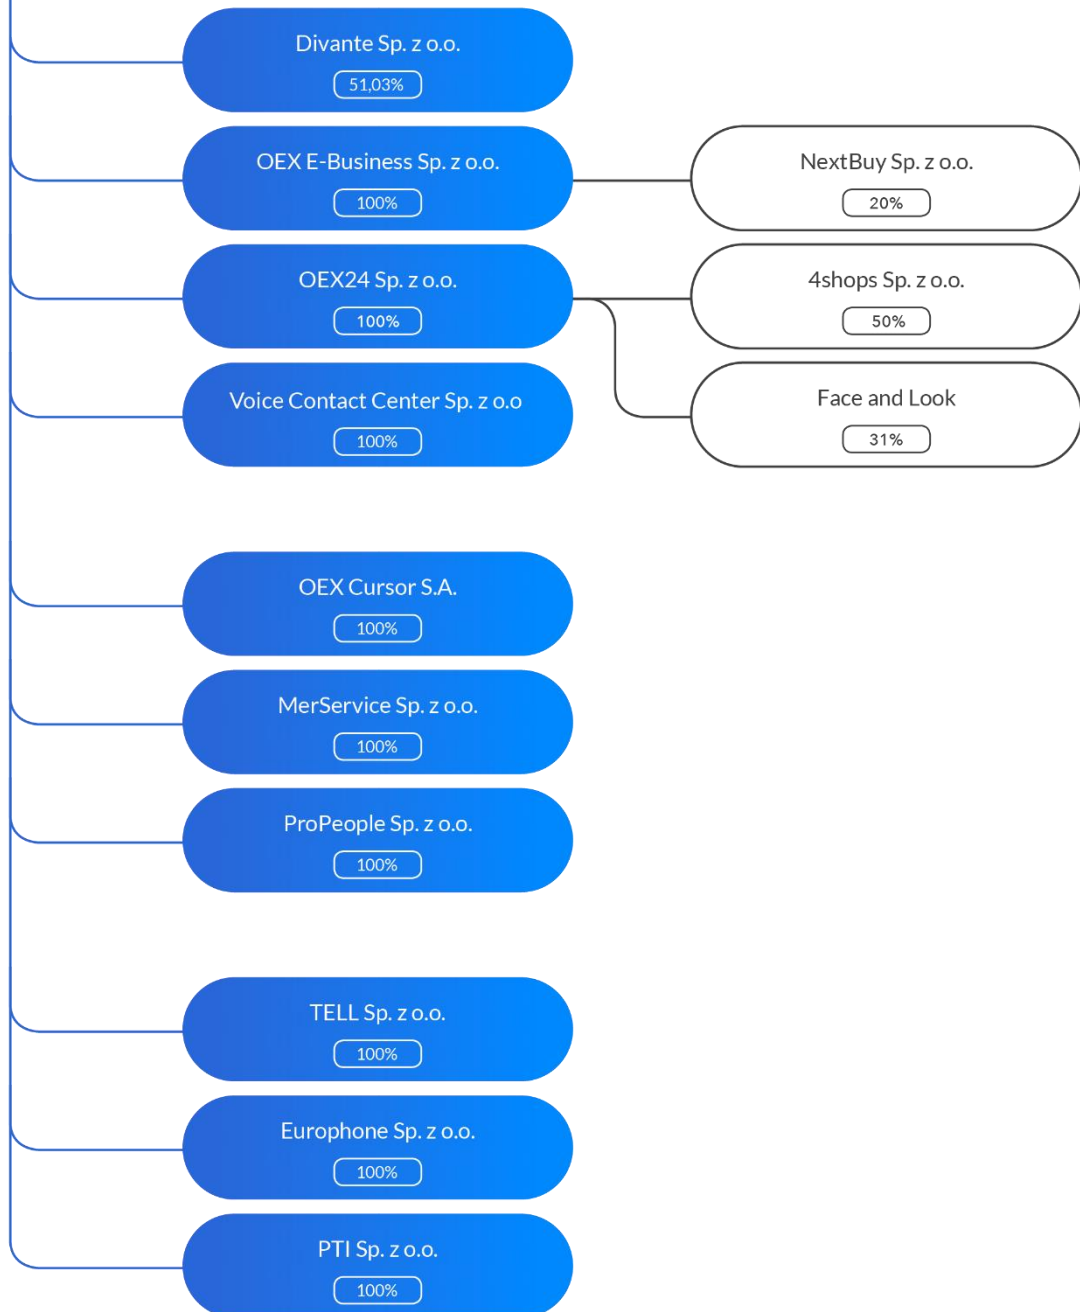 Divante Sp. z o.o.
51,03%
OEX E-Business Sp. z o.o.
100%
NextBuy Sp. z o.o.
20%
OEX24 Sp. z o.o.
100%
4shops Sp. z o.o.
50%
Voice Contact Center Sp. z o.o
100%
Face and Look
31%
OEX Cursor S.A.
100%
MerService Sp. z o.o.
100%
ProPeople Sp. z o.o.
100%
TELL Sp. z o.o.
100%
Europhone Sp. z o.o.
100%
PTI Sp. z o.o.
100%